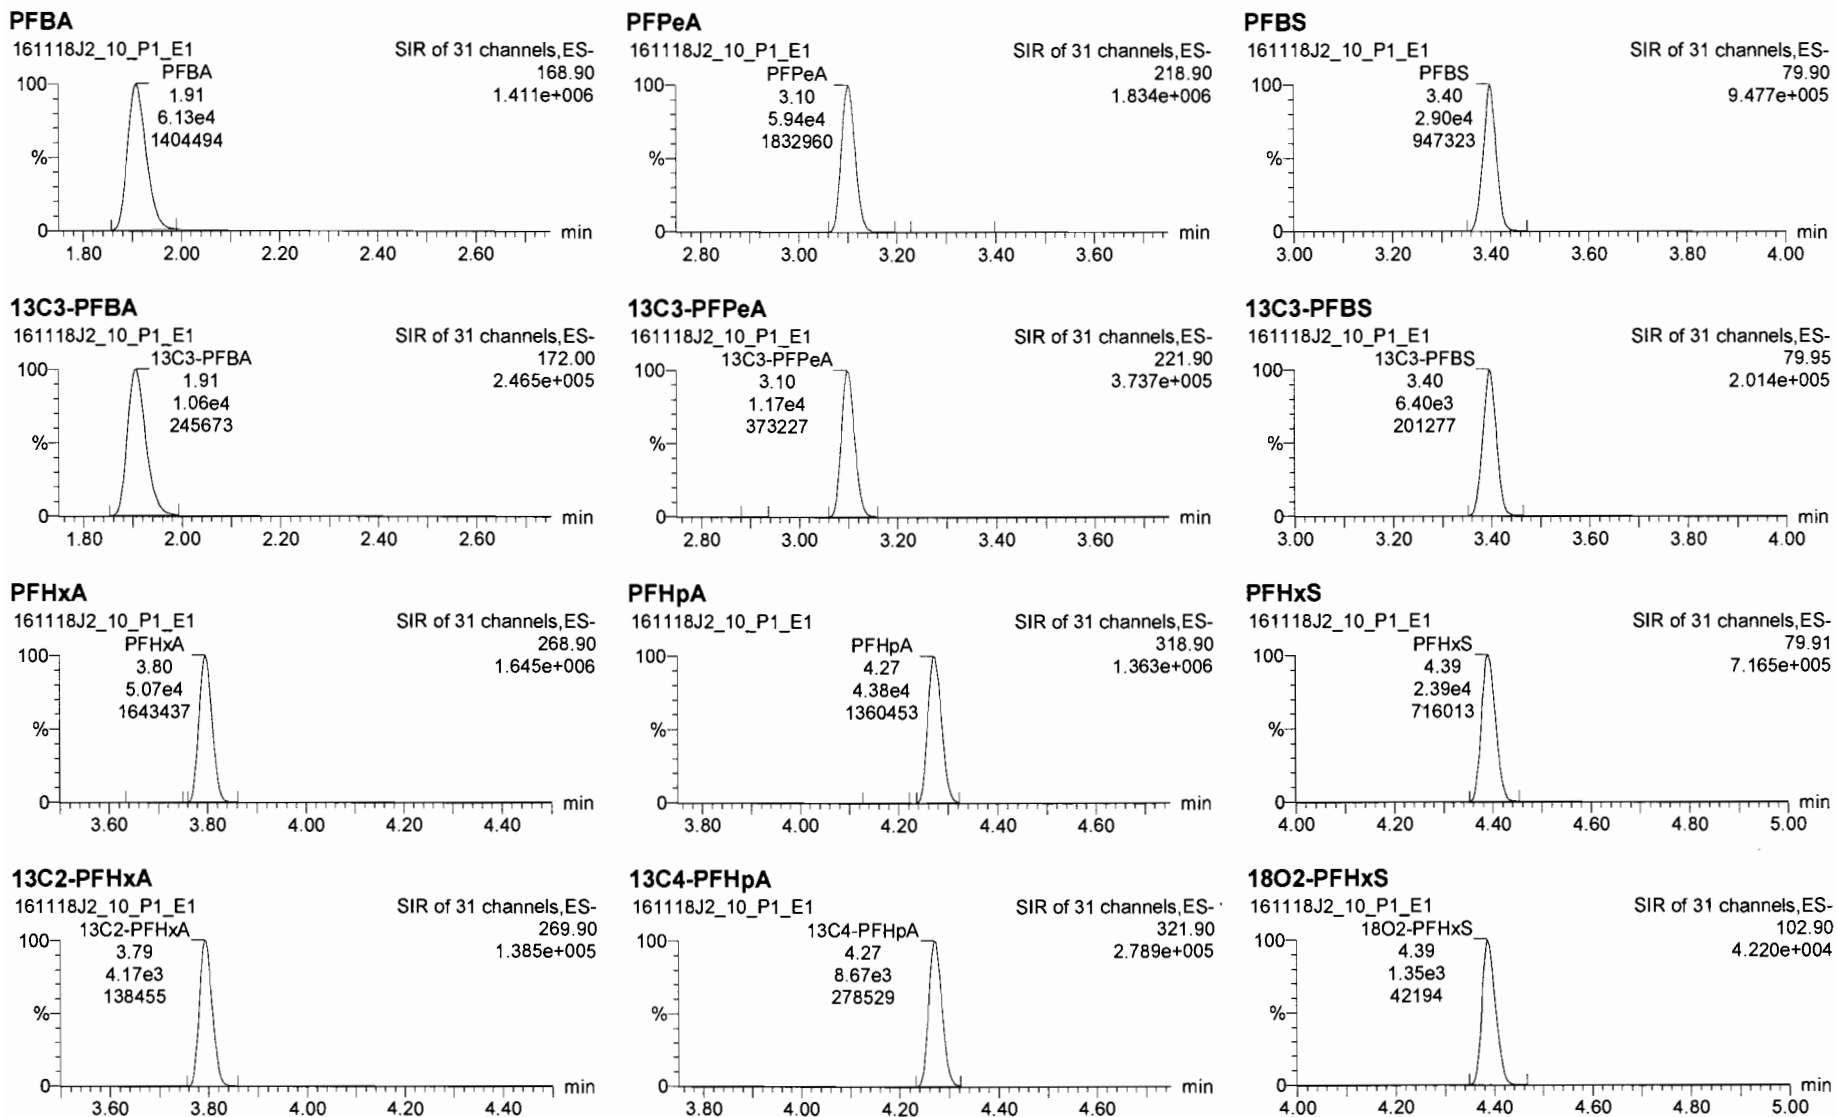 PFBA
161118J2_10_P1_E1
SIR of 31 channels,ES-
168.90
1.411e+006
PFBA
1.91
6.13e4
1404494
100
%
0
min
1.80 2.00 2.20 2.40 2.60
PFPeA
161118J2_10_P1_E1
SIR of 31 channels,ES-
218.90
1.834e+006
PFPeA
3.10
5.94e4
1832960
100
%
0
min
2.80 3.00 3.20 3.40 3.60
PFBS
161118J2_10_P1_E1
SIR of 31 channels,ES-
79.90
9.477e+005
PFBS
3.40
2.90e4
947323
100
%
0
min
3.00 3.20 3.40 3.60 3.80 4.00
13C3-PFBA
161118J2_10_P1_E1
SIR of 31 channels,ES-
172.00
2.465e+005
13C3-PFBA
1.91
1.06e4
245673
100
%
0
min
1.80 2.00 2.20 2.40 2.60
13C3-PFPeA
161118J2_10_P1_E1
SIR of 31 channels,ES-
221.90
3.737e+005
13C3-PFPeA
3.10
1.17e4
373227
100
%
0
min
2.80 3.00 3.20 3.40 3.60
13C3-PFBS
161118J2_10_P1_E1
SIR of 31 channels,ES-
79.95
2.014e+005
13C3-PFBS
3.40
6.40e3
201277
100
%
0
min
3.00 3.20 3.40 3.60 3.80 4.00
PFHxA
161118J2_10_P1_E1
SIR of 31 channels,ES-
268.90
1.645e+006
PFHxA
3.80
5.07e4
1643437
100
%
0
min
3.60 3.80 4.00 4.20 4.40
PFHpA
161118J2_10_P1_E1
SIR of 31 channels,ES-
318.90
1.363e+006
PFHpA
4.27
4.38e4
1360453
100
%
0
min
3.80 4.00 4.20 4.40 4.60
PFHxS
161118J2_10_P1_E1
SIR of 31 channels,ES-
79.91
7.165e+005
PFHxS
4.39
2.39e4
716013
100
%
0
min
4.00 4.20 4.40 4.60 4.80 5.00
13C2-PFHxA
161118J2_10_P1_E1
SIR of 31 channels,ES-
269.90
1.385e+005
13C2-PFHxA
3.79
4.17e3
138455
100
%
0
min
3.60 3.80 4.00 4.20 4.40
13C4-PFHpA
161118J2_10_P1_E1
SIR of 31 channels,ES-
321.90
2.789e+005
13C4-PFHpA
4.27
8.67e3
278529
100
%
0
min
3.80 4.00 4.20 4.40 4.60
18O2-PFHxS
161118J2_10_P1_E1
SIR of 31 channels,ES-
102.90
4.220e+004
18O2-PFHxS
4.39
1.35e3
42194
100
%
0
min
4.00 4.20 4.40 4.60 4.80 5.00